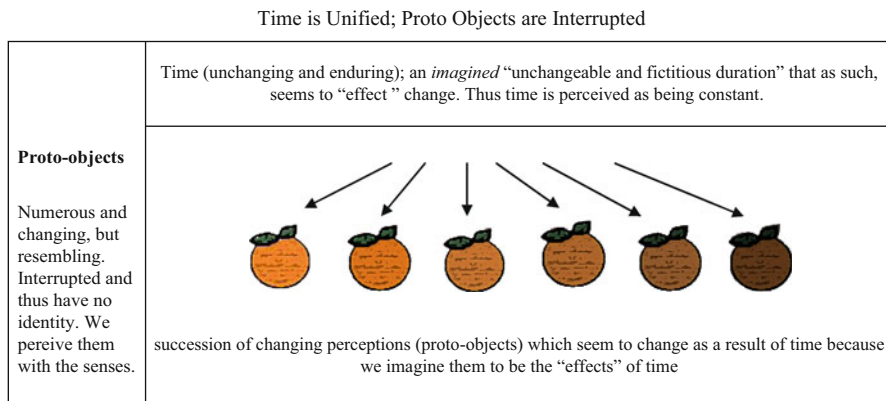 Time is Unified; Proto Objects are Interrupted
Time (unchanging and enduring); an imagined “unchangeable and fictitious duration” that as such,
seems to “effect ” change. Thus time is perceived as being constant.
Proto-objects
Numerous and
changing, but
resembling.
Interrupted and
thus have no
identity. We
pereive them
with the senses.
succession of changing perceptions (proto-objects) which seem to change as a result of time because
we imagine them to be the “effects” of time